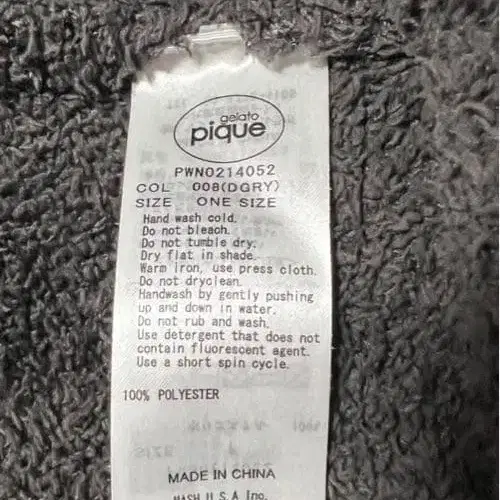 gelato
pique
PWNO214052
COL 008(DGRY)
SIZE ONE SIZE
Hand wash cold.
Do not bleach.
Do not tumble dry.
Dry flat in shade.
Warm iron, use press cloth.
Do not dryclean.
Handwash by gently pushing
up and down in water.
Do not rub and wash.
Use detergent that does not
contain fluorescent agent.
Use a short spin cycle.
100% POLYESTER
MADE IN CHINA
MASH U.S.A Inc.